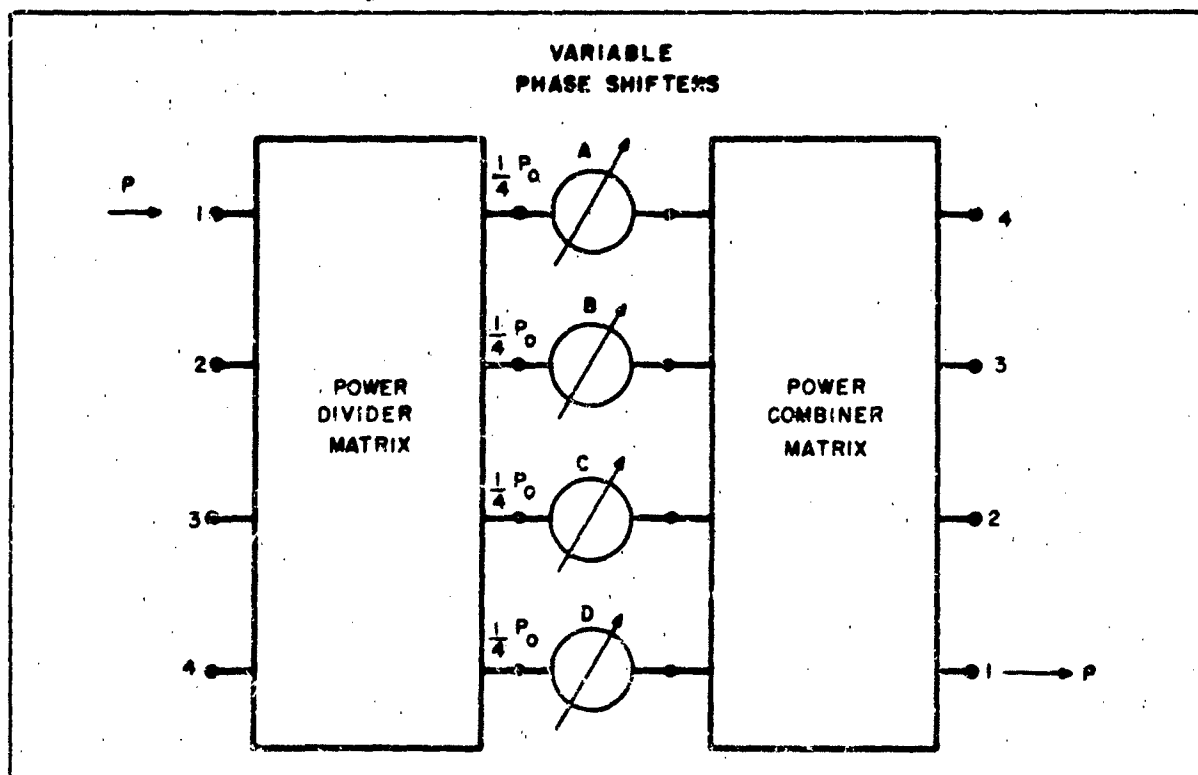 VARIABLE
PHASE SHIFTERS
P
1
2
3
4
POWER
DIVIDER
MATRIX
1/4 P0
A
1/4 P0
B
1/4 P0
C
1/4 P0
D
POWER
COMBINER
MATRIX
4
3
2
1
P